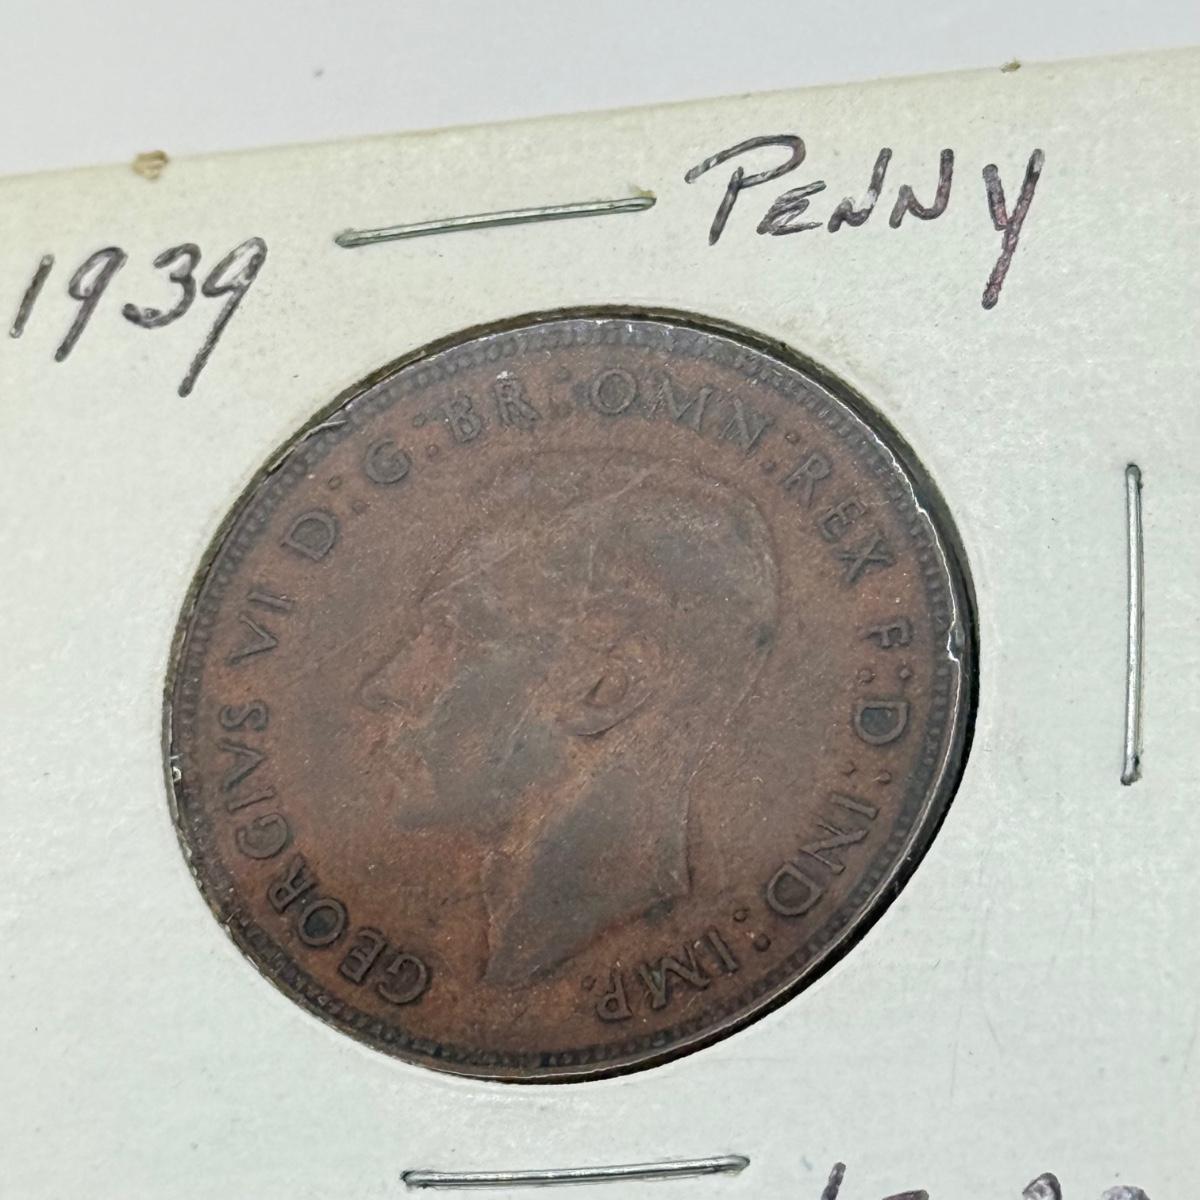 1939 PENNY
GEORGIVS VI D: G: BR: OMN: REX F: D: IND: IMP.